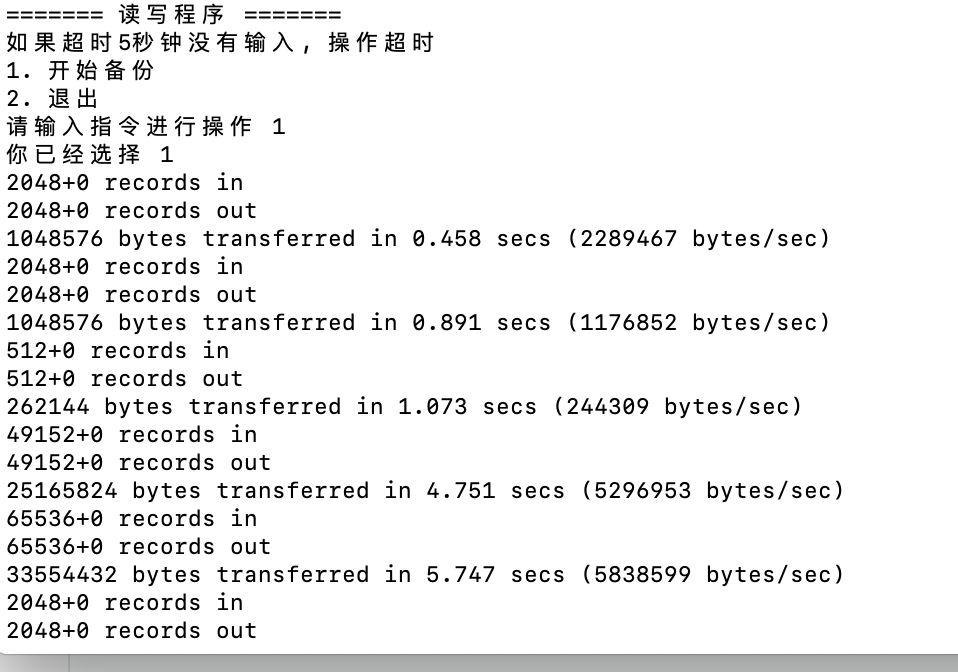 ======= 读写程序 =======
如果超时5秒钟没有输入, 操作超时
1. 开始备份
2. 退出
请输入指令进行操作 1
你已经选择 1
2048+0 records in
2048+0 records out
1048576 bytes transferred in 0.458 secs (2289467 bytes/sec)
2048+0 records in
2048+0 records out
1048576 bytes transferred in 0.891 secs (1176852 bytes/sec)
512+0 records in
512+0 records out
262144 bytes transferred in 1.073 secs (244309 bytes/sec)
49152+0 records in
49152+0 records out
25165824 bytes transferred in 4.751 secs (5296953 bytes/sec)
65536+0 records in
65536+0 records out
33554432 bytes transferred in 5.747 secs (5838599 bytes/sec)
2048+0 records in
2048+0 records out